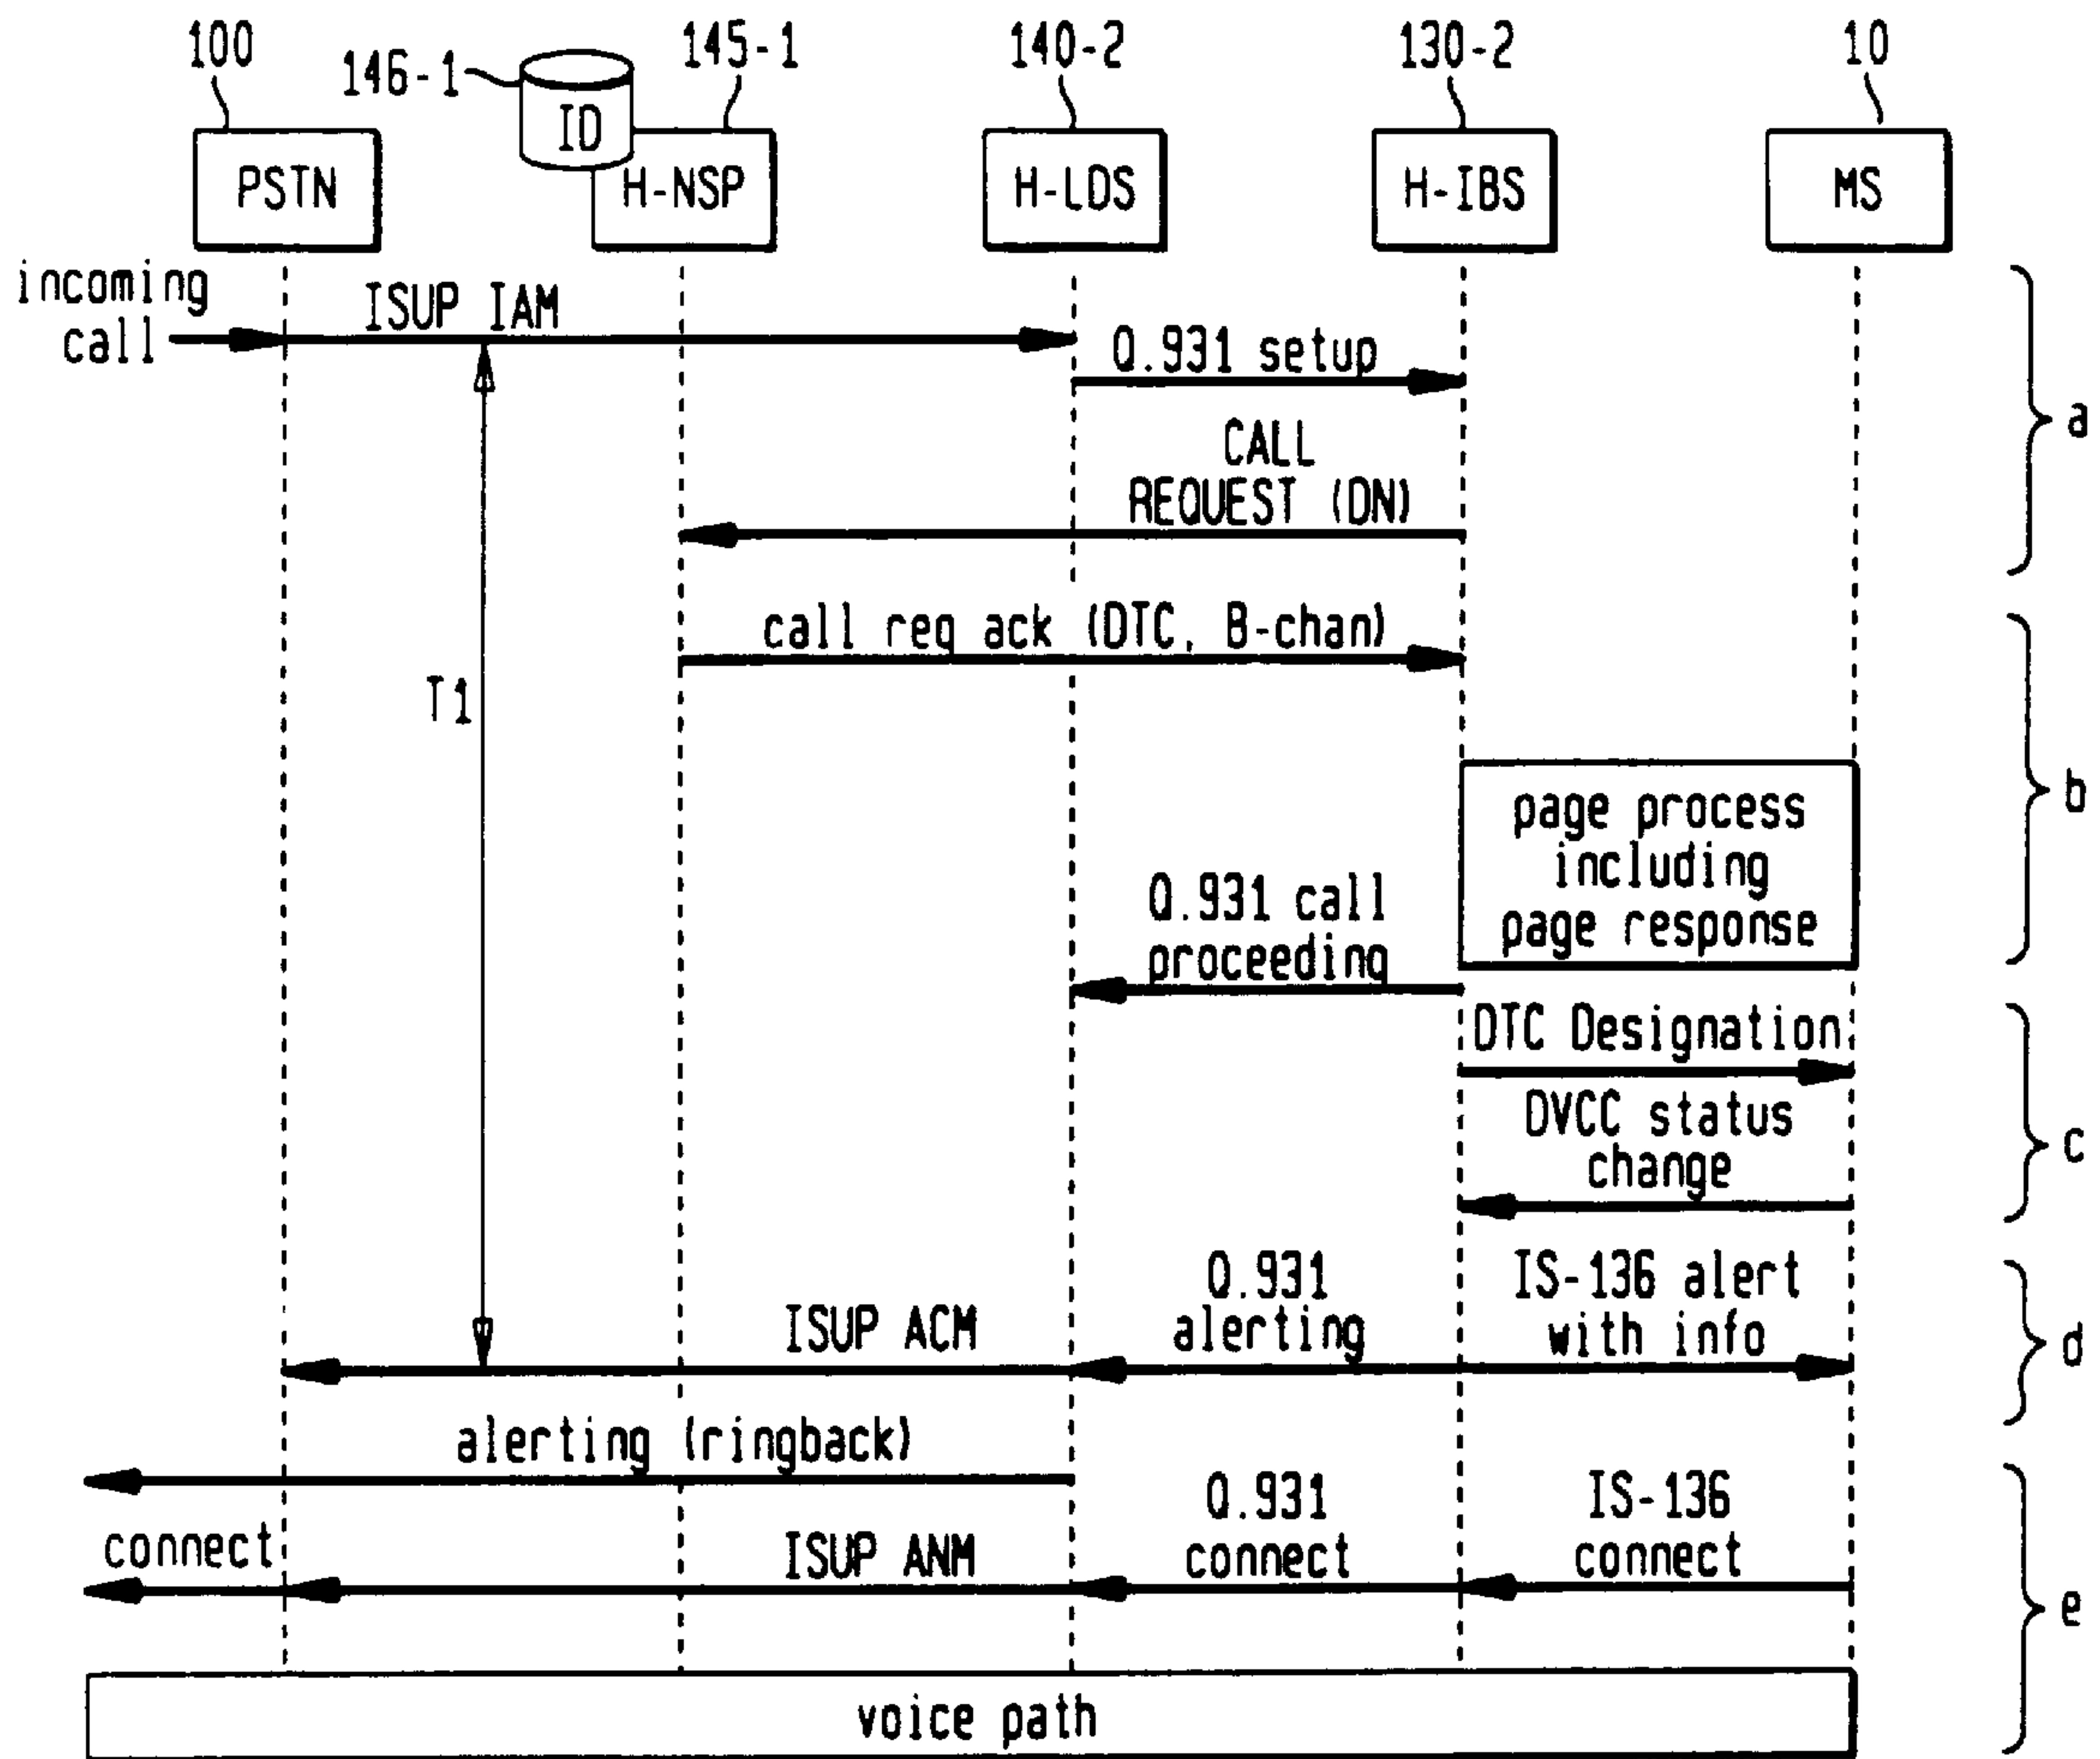 100
146-1
145-1
140-2
130-2
10
ID
PSTN
H-NSP
H-LDS
H-IBS
MS
incoming
call
ISUP IAM
Q.931 setup
CALL
REQUEST (DN)
a
call req ack (DTC, B-chan)
T1
page process
including
page response
b
Q.931 call
proceeding
DTC Designation
DVCC status
change
c
ISUP ACM
Q.931
alerting
IS-136 alert
with info
d
alerting (ringback)
connect
ISUP ANM
Q.931
connect
IS-136
connect
e
voice path